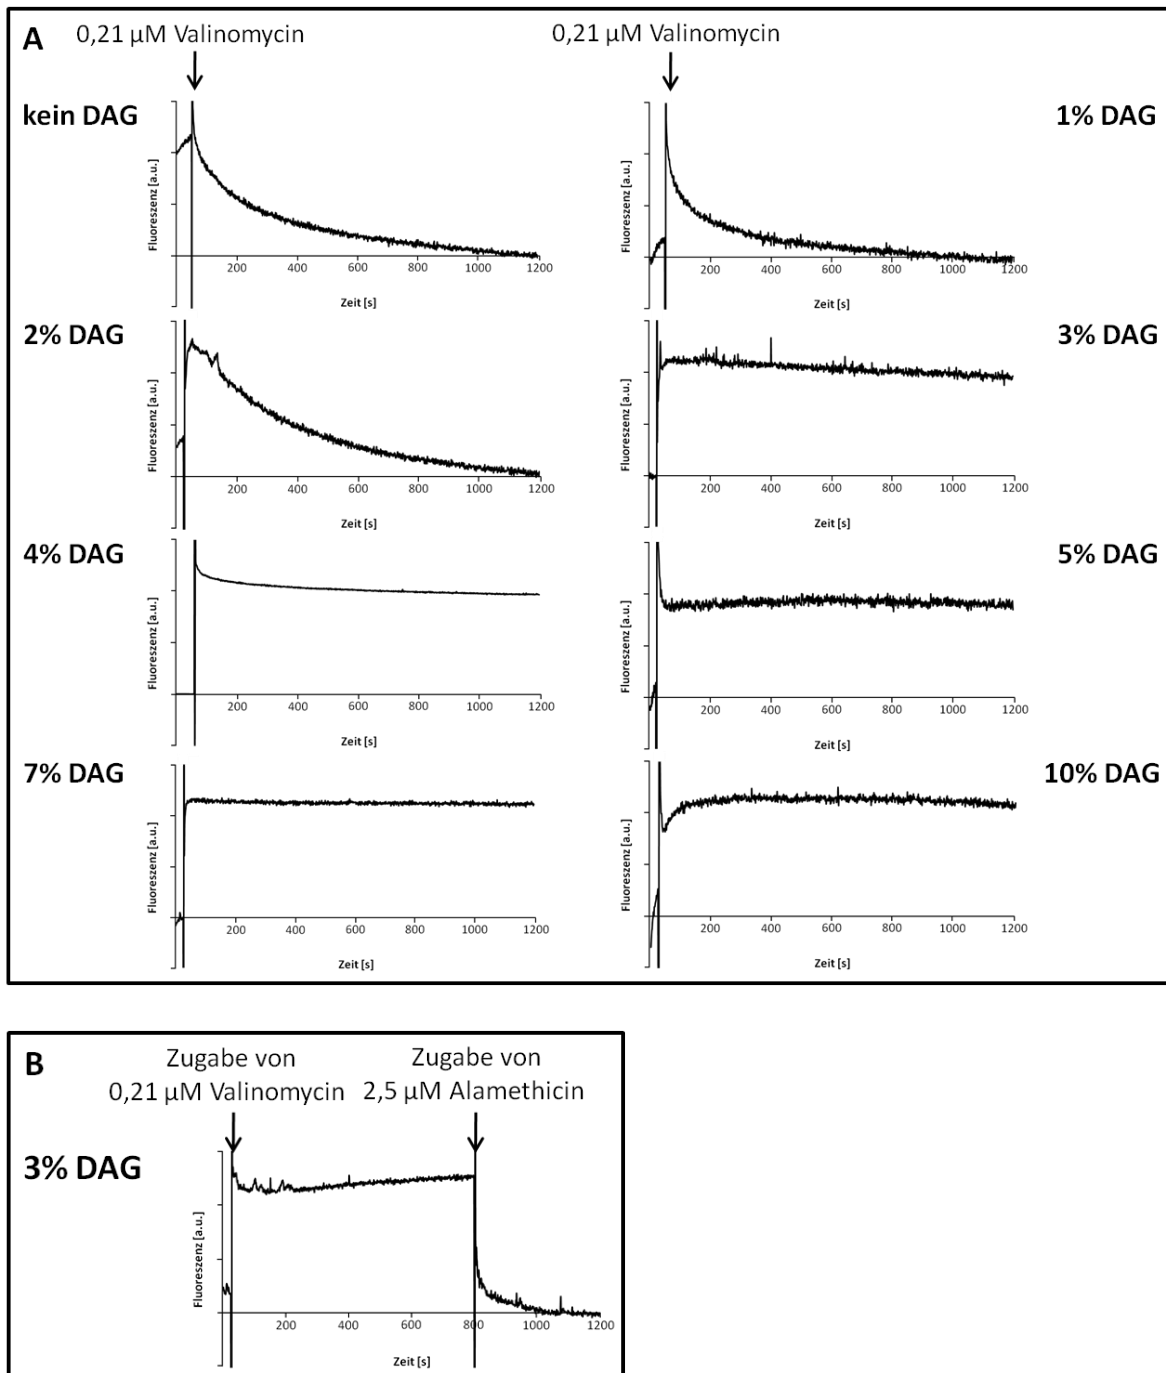 A
0,21 µM Valinomycin
0,21 µM Valinomycin
kein DAG
Fluoreszenz [a.u.]
200 400 600 800 1000 1200
Zeit [s]
1% DAG
Fluoreszenz [a.u.]
200 400 600 800 1000 1200
Zeit [s]
2% DAG
Fluoreszenz [a.u.]
200 400 600 800 1000 1200
Zeit [s]
3% DAG
Fluoreszenz [a.u.]
200 400 600 800 1000 1200
Zeit [s]
4% DAG
Fluoreszenz [a.u.]
200 400 600 800 1000 1200
Zeit [s]
5% DAG
Fluoreszenz [a.u.]
200 400 600 800 1000 1200
Zeit [s]
7% DAG
Fluoreszenz [a.u.]
200 400 600 800 1000 1200
Zeit [s]
10% DAG
Fluoreszenz [a.u.]
200 400 600 800 1000 1200
Zeit [s]
B
Zugabe von
0,21 µM Valinomycin
Zugabe von
2,5 µM Alamethicin
3% DAG
Fluoreszenz [a.u.]
200 400 600 800 1000 1200
Zeit [s]